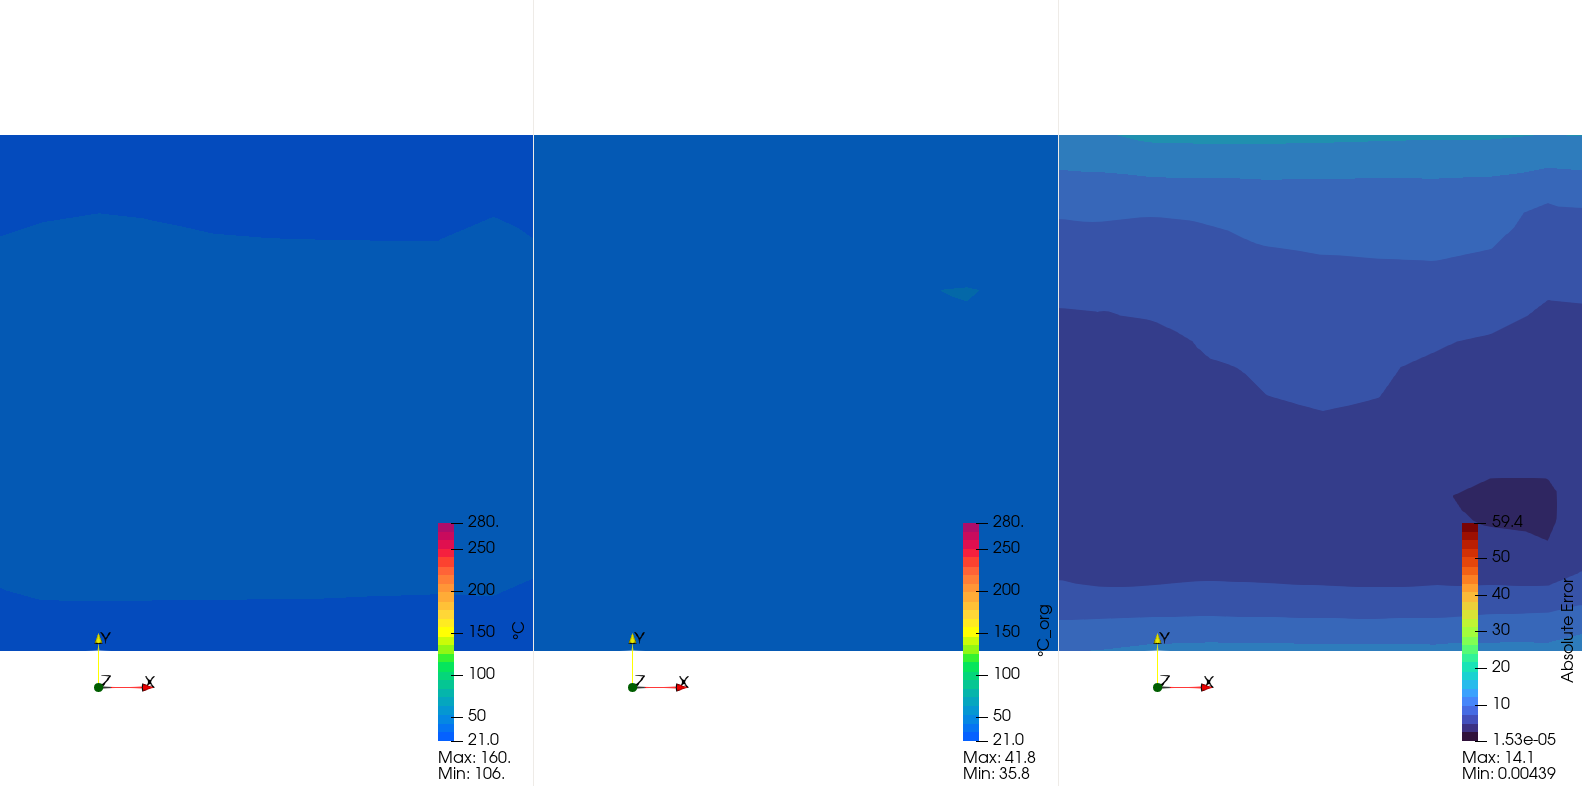 280.
250
200
150
100
50
21.0
°C
Max: 160.
Min: 106.
Y
Z
X
280.
250
200
150
100
50
21.0
°C_org
Max: 41.8
Min: 35.8
Y
Z
X
59.4
50
40
30
20
10
1.53e-05
Absolute Error
Max: 14.1
Min: 0.00439
Y
Z
X